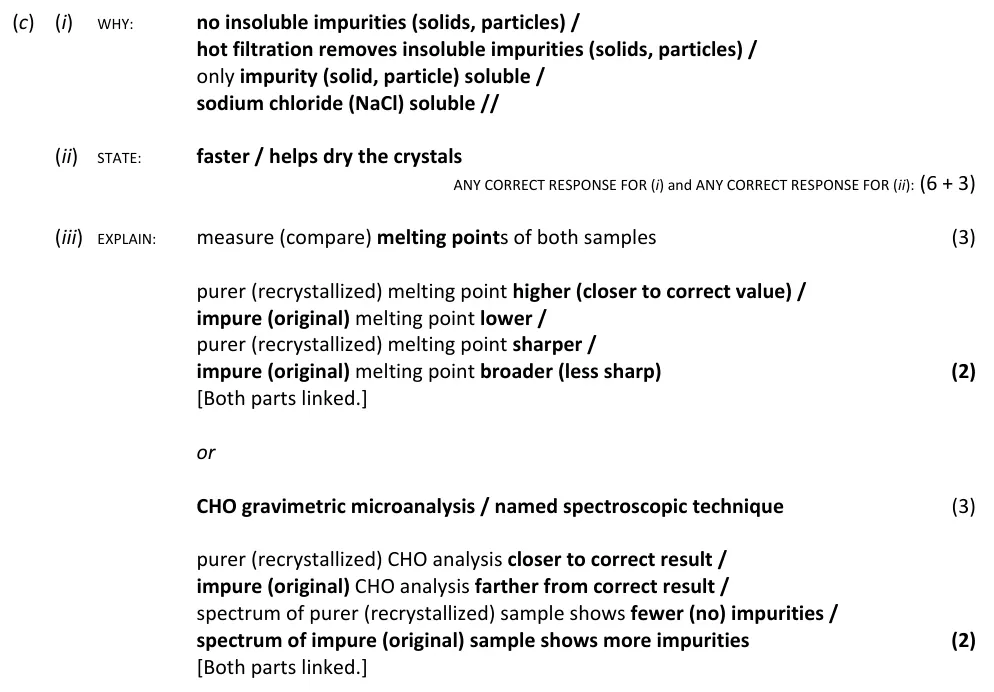 (c) (i) WHY: no insoluble impurities (solids, particles) /
hot filtration removes insoluble impurities (solids, particles) /
only impurity (solid, particle) soluble /
sodium chloride (NaCl) soluble //
(ii) STATE: faster / helps dry the crystals
ANY CORRECT RESPONSE FOR (i) and ANY CORRECT RESPONSE FOR (ii): (6 + 3)
(iii) EXPLAIN: measure (compare) melting points of both samples (3)
purer (recrystallized) melting point higher (closer to correct value) /
impure (original) melting point lower /
purer (recrystallized) melting point sharper /
impure (original) melting point broader (less sharp) (2)
[Both parts linked.]
or
CHO gravimetric microanalysis / named spectroscopic technique (3)
purer (recrystallized) CHO analysis closer to correct result /
impure (original) CHO analysis farther from correct result /
spectrum of purer (recrystallized) sample shows fewer (no) impurities /
spectrum of impure (original) sample shows more impurities (2)
[Both parts linked.]